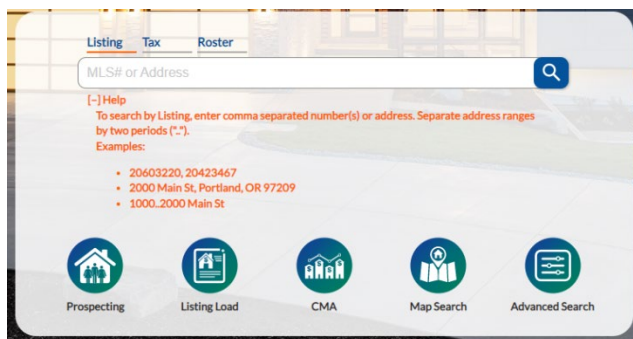 Listing Tax Roster
MLS# or Address
[-] Help
To search by Listing, enter comma separated number(s) or address. Separate address ranges
by two periods ("..").
Examples:
• 20603220, 20423467
• 2000 Main St, Portland, OR 97209
• 1000..2000 Main St
Prospecting Listing Load CMA Map Search Advanced Search